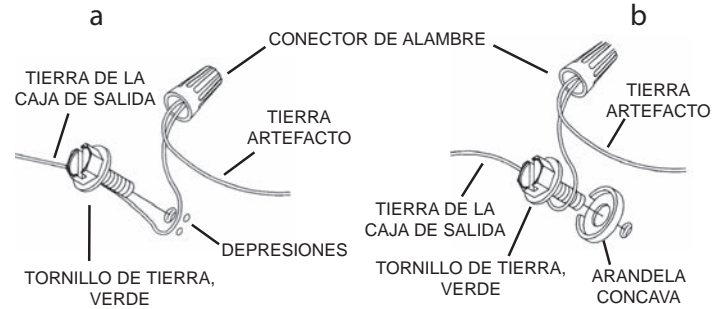 a
CONECTOR DE ALAMBRE
TIERRA DE LA
CAJA DE SALIDA
TIERRA
ARTEFACTO
DEPRESIONES
TORNILLO DE TIERRA,
VERDE
b
TIERRA
ARTEFACTO
TIERRA DE LA
CAJA DE SALIDA
TORNILLO DE TIERRA,
VERDE
ARANDELA
CONCAVA